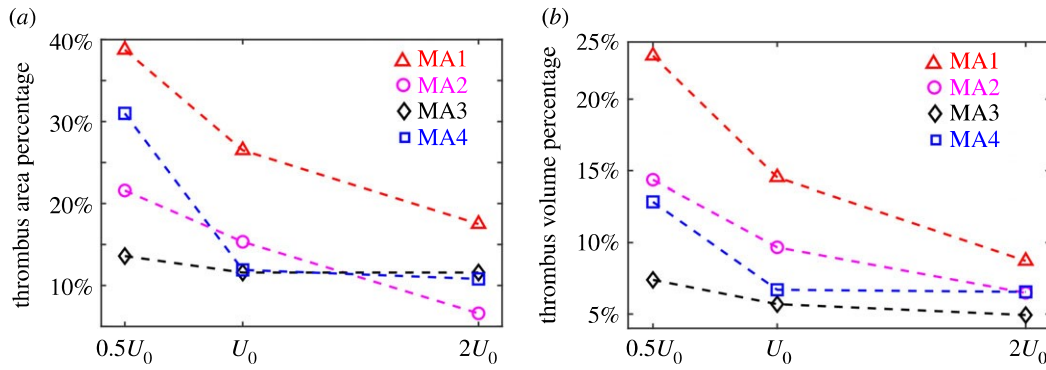 (a)
thrombus area percentage
40%
30%
20%
10%
MA1
MA2
MA3
MA4
0.5U₀ U₀ 2U₀
(b)
thrombus volume percentage
25%
20%
15%
10%
5%
MA1
MA2
MA3
MA4
0.5U₀ U₀ 2U₀